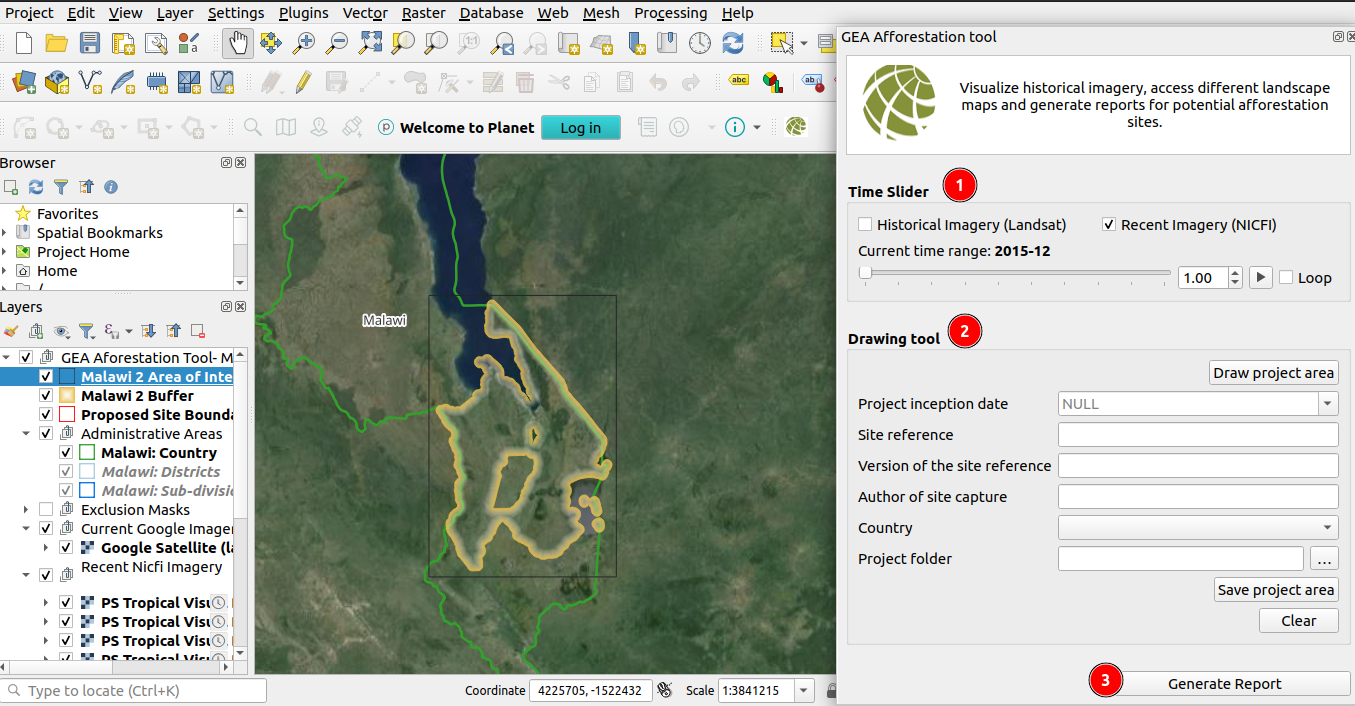 Project Edit View Layer Settings Plugins Vector Raster Database Web Mesh Processing Help
GEA Afforestation tool
Visualize historical imagery, access different landscape
maps and generate reports for potential afforestation
sites.
1:1
abc
ab
a
Welcome to Planet Log in
Browser
Favorites
Spatial Bookmarks
Project Home
Home
/
Layers
GEA Aforestation Tool- M
Malawi 2 Area of Inte
Malawi 2 Buffer
Proposed Site Bounda
Administrative Areas
Malawi: Country
Malawi: Districts
Malawi: Sub-divisio
Exclusion Masks
Current Google Imager
Google Satellite (la
Recent Nicfi Imagery
PS Tropical Visu
PS Tropical Visu
PS Tropical Visu
PS Tropical Visu
Malawi
Time Slider 1
Historical Imagery (Landsat) Recent Imagery (NICFI)
Current time range: 2015-12
1.00 Loop
Drawing tool 2
Draw project area
Project inception date NULL
Site reference
Version of the site reference
Author of site capture
Country
Project folder ...
Save project area
Clear
3 Generate Report
Type to locate (Ctrl+K) Coordinate 4225705, -1522432 Scale 1:3841215